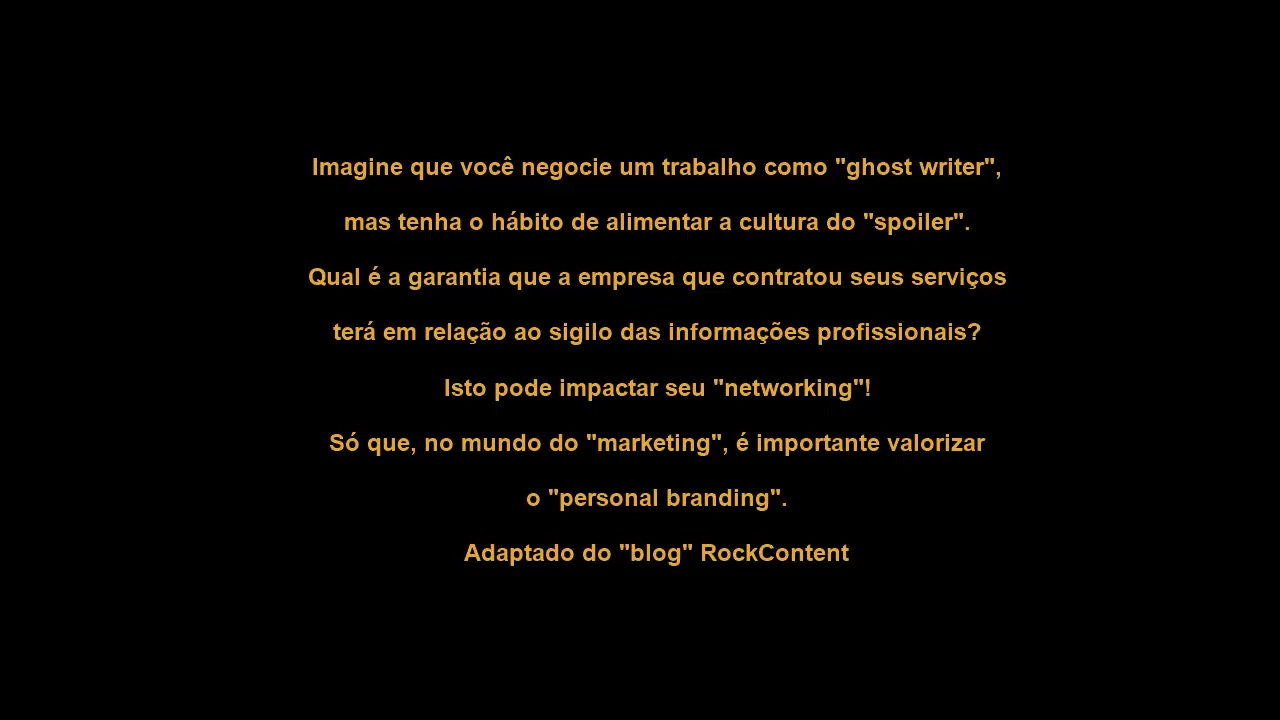 Imagine que você negocie um trabalho como "ghost writer",
mas tenha o hábito de alimentar a cultura do "spoiler".
Qual é a garantia que a empresa que contratou seus serviços
terá em relação ao sigilo das informações profissionais?
Isto pode impactar seu "networking"!
Só que, no mundo do "marketing", é importante valorizar
o "personal branding".
Adaptado do "blog" RockContent